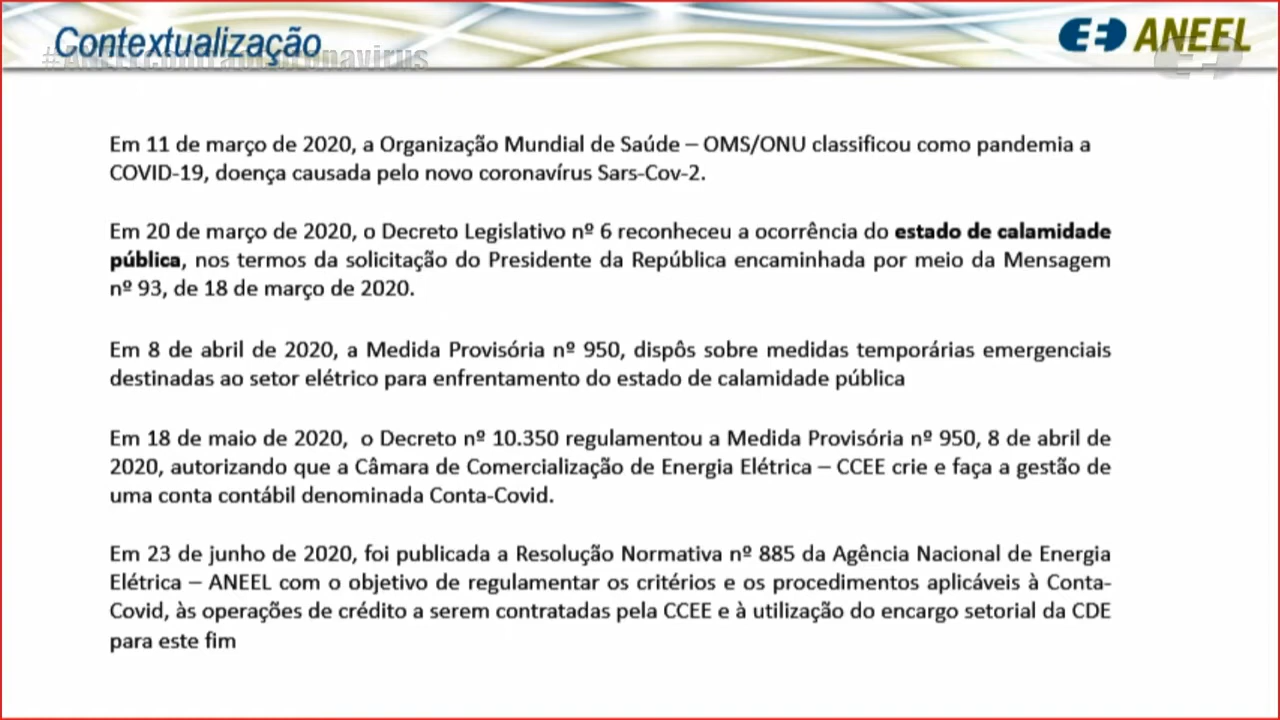 Contextualização
#ANEELcontraocoronavírus
ANEEL
Em 11 de março de 2020, a Organização Mundial de Saúde – OMS/ONU classificou como pandemia a
COVID-19, doença causada pelo novo coronavírus Sars-Cov-2.
Em 20 de março de 2020, o Decreto Legislativo nº 6 reconheceu a ocorrência do estado de calamidade
pública, nos termos da solicitação do Presidente da República encaminhada por meio da Mensagem
nº 93, de 18 de março de 2020.
Em 8 de abril de 2020, a Medida Provisória nº 950, dispôs sobre medidas temporárias emergenciais
destinadas ao setor elétrico para enfrentamento do estado de calamidade pública
Em 18 de maio de 2020, o Decreto nº 10.350 regulamentou a Medida Provisória nº 950, 8 de abril de
2020, autorizando que a Câmara de Comercialização de Energia Elétrica – CCEE crie e faça a gestão de
uma conta contábil denominada Conta-Covid.
Em 23 de junho de 2020, foi publicada a Resolução Normativa nº 885 da Agência Nacional de Energia
Elétrica – ANEEL com o objetivo de regulamentar os critérios e os procedimentos aplicáveis à Conta-
Covid, às operações de crédito a serem contratadas pela CCEE e à utilização do encargo setorial da CDE
para este fim